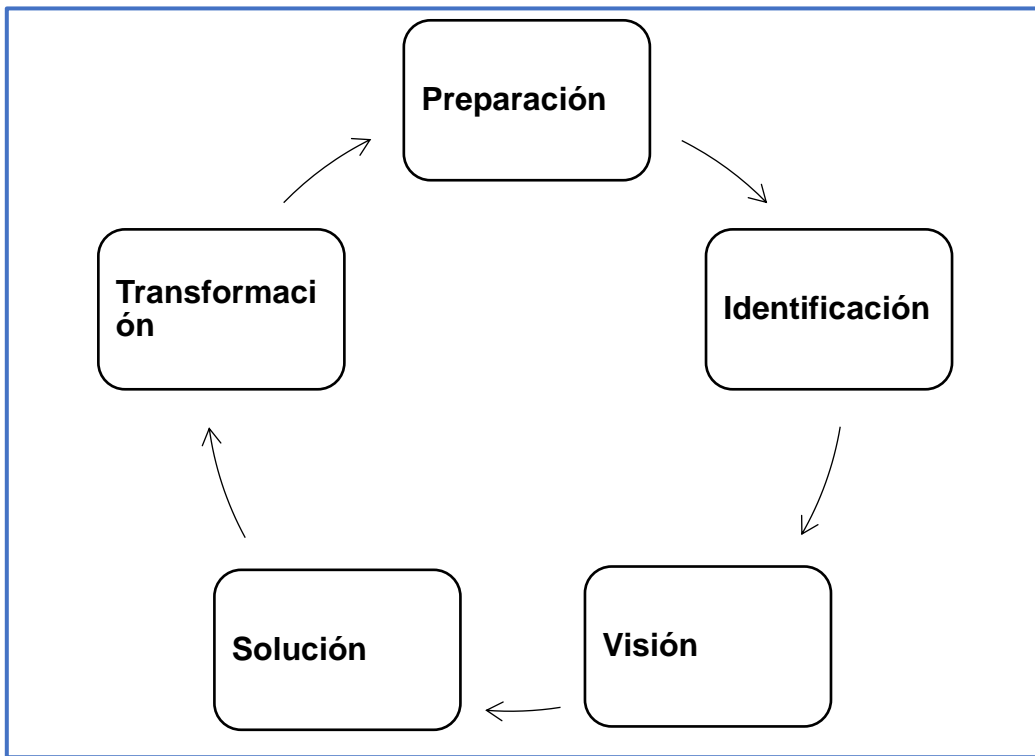 Preparación
Identificación
Visión
Solución
Transformaci
ón